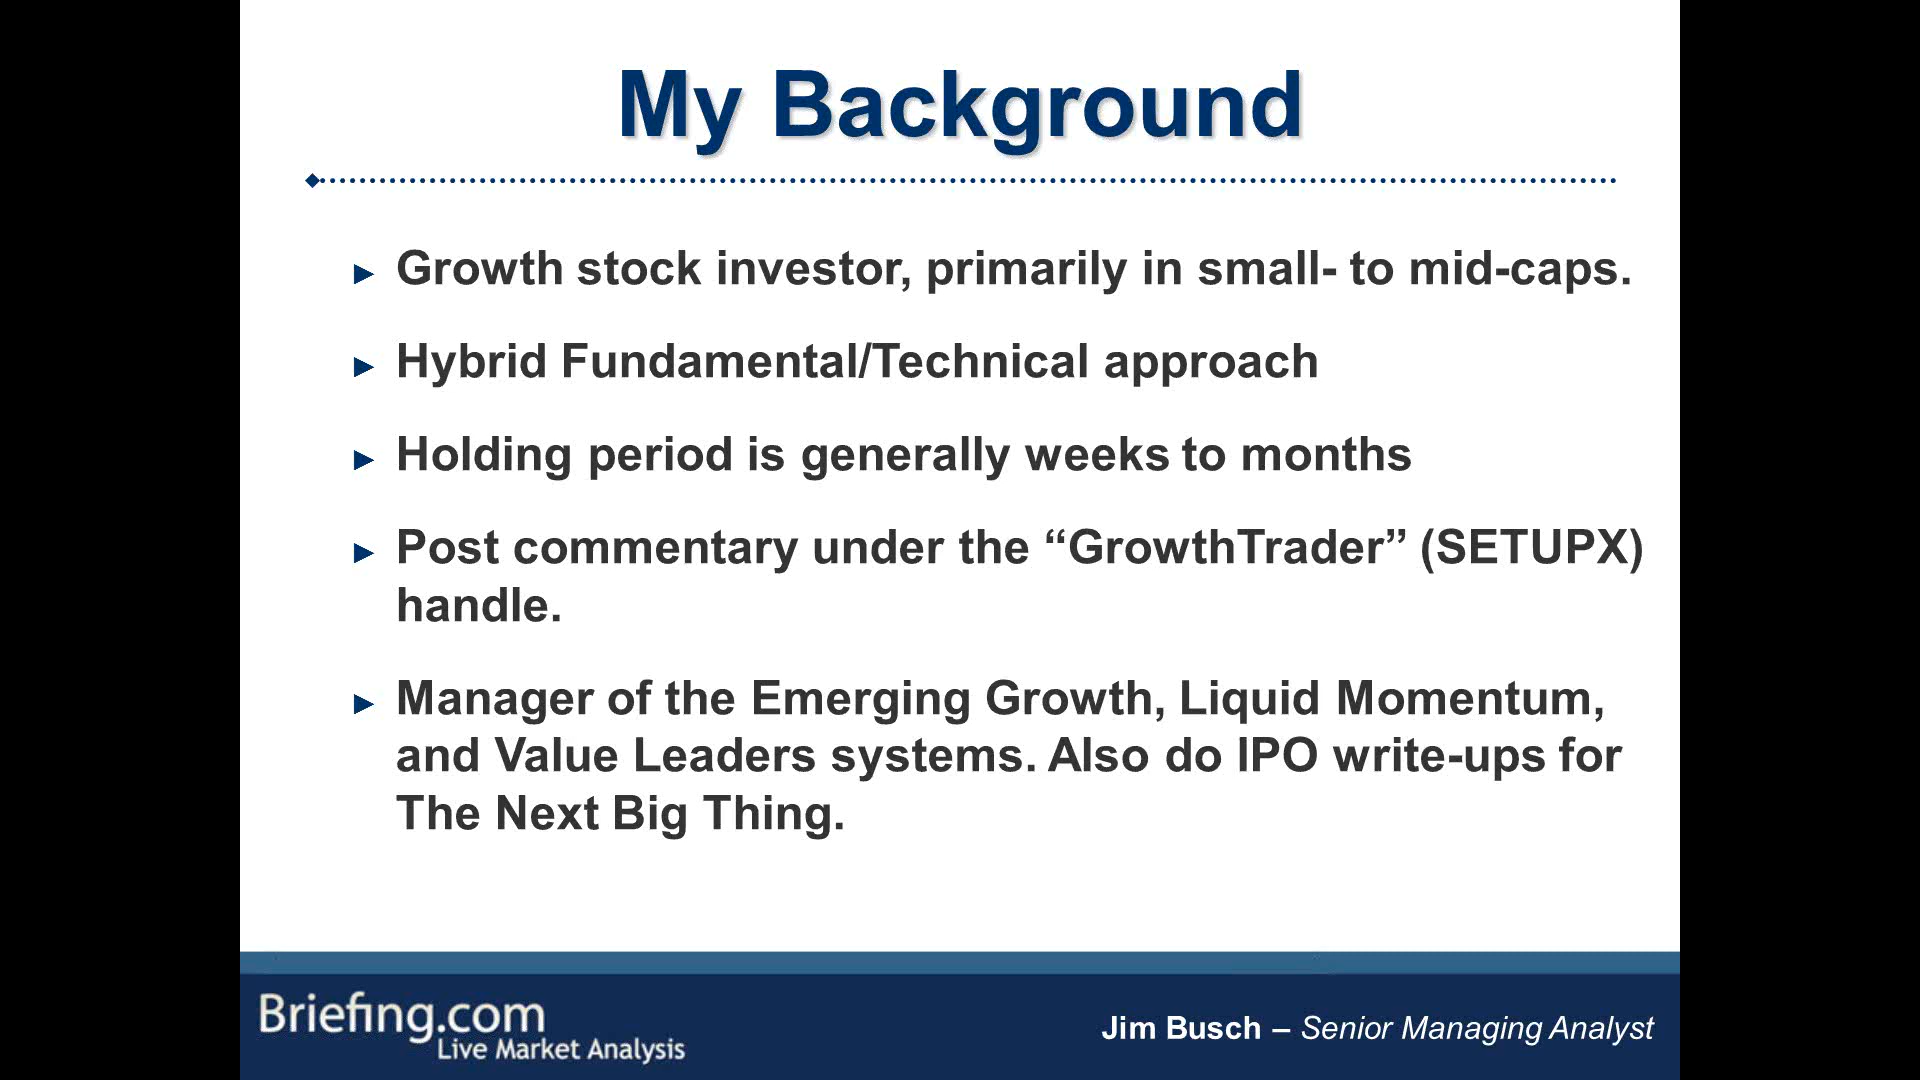 My Background
► Growth stock investor, primarily in small- to mid-caps.
► Hybrid Fundamental/Technical approach
► Holding period is generally weeks to months
► Post commentary under the “GrowthTrader” (SETUPX)
handle.
► Manager of the Emerging Growth, Liquid Momentum,
and Value Leaders systems. Also do IPO write-ups for
The Next Big Thing.
Briefing.com
Live Market Analysis
Jim Busch – Senior Managing Analyst